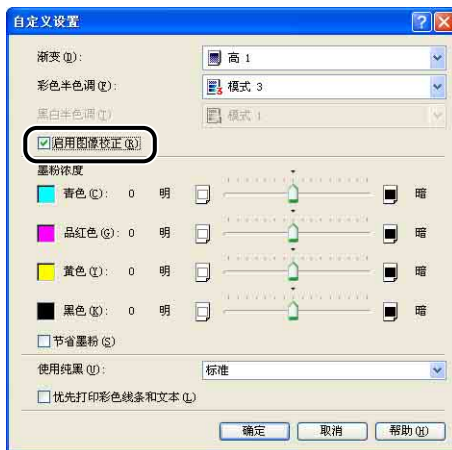 自定义设置
渐变(D): 高 1
彩色半色调(F): 模式 3
黑白半色调(T) 模式 1
启用图像校正(R)
墨粉浓度
青色(C): 0 明 暗
品红色(G): 0 明 暗
黄色(Y): 0 明 暗
黑色(K): 0 明 暗
节省墨粉(S)
使用纯黑(U): 标准
优先打印彩色线条和文本(L)
确定 取消 帮助(H)